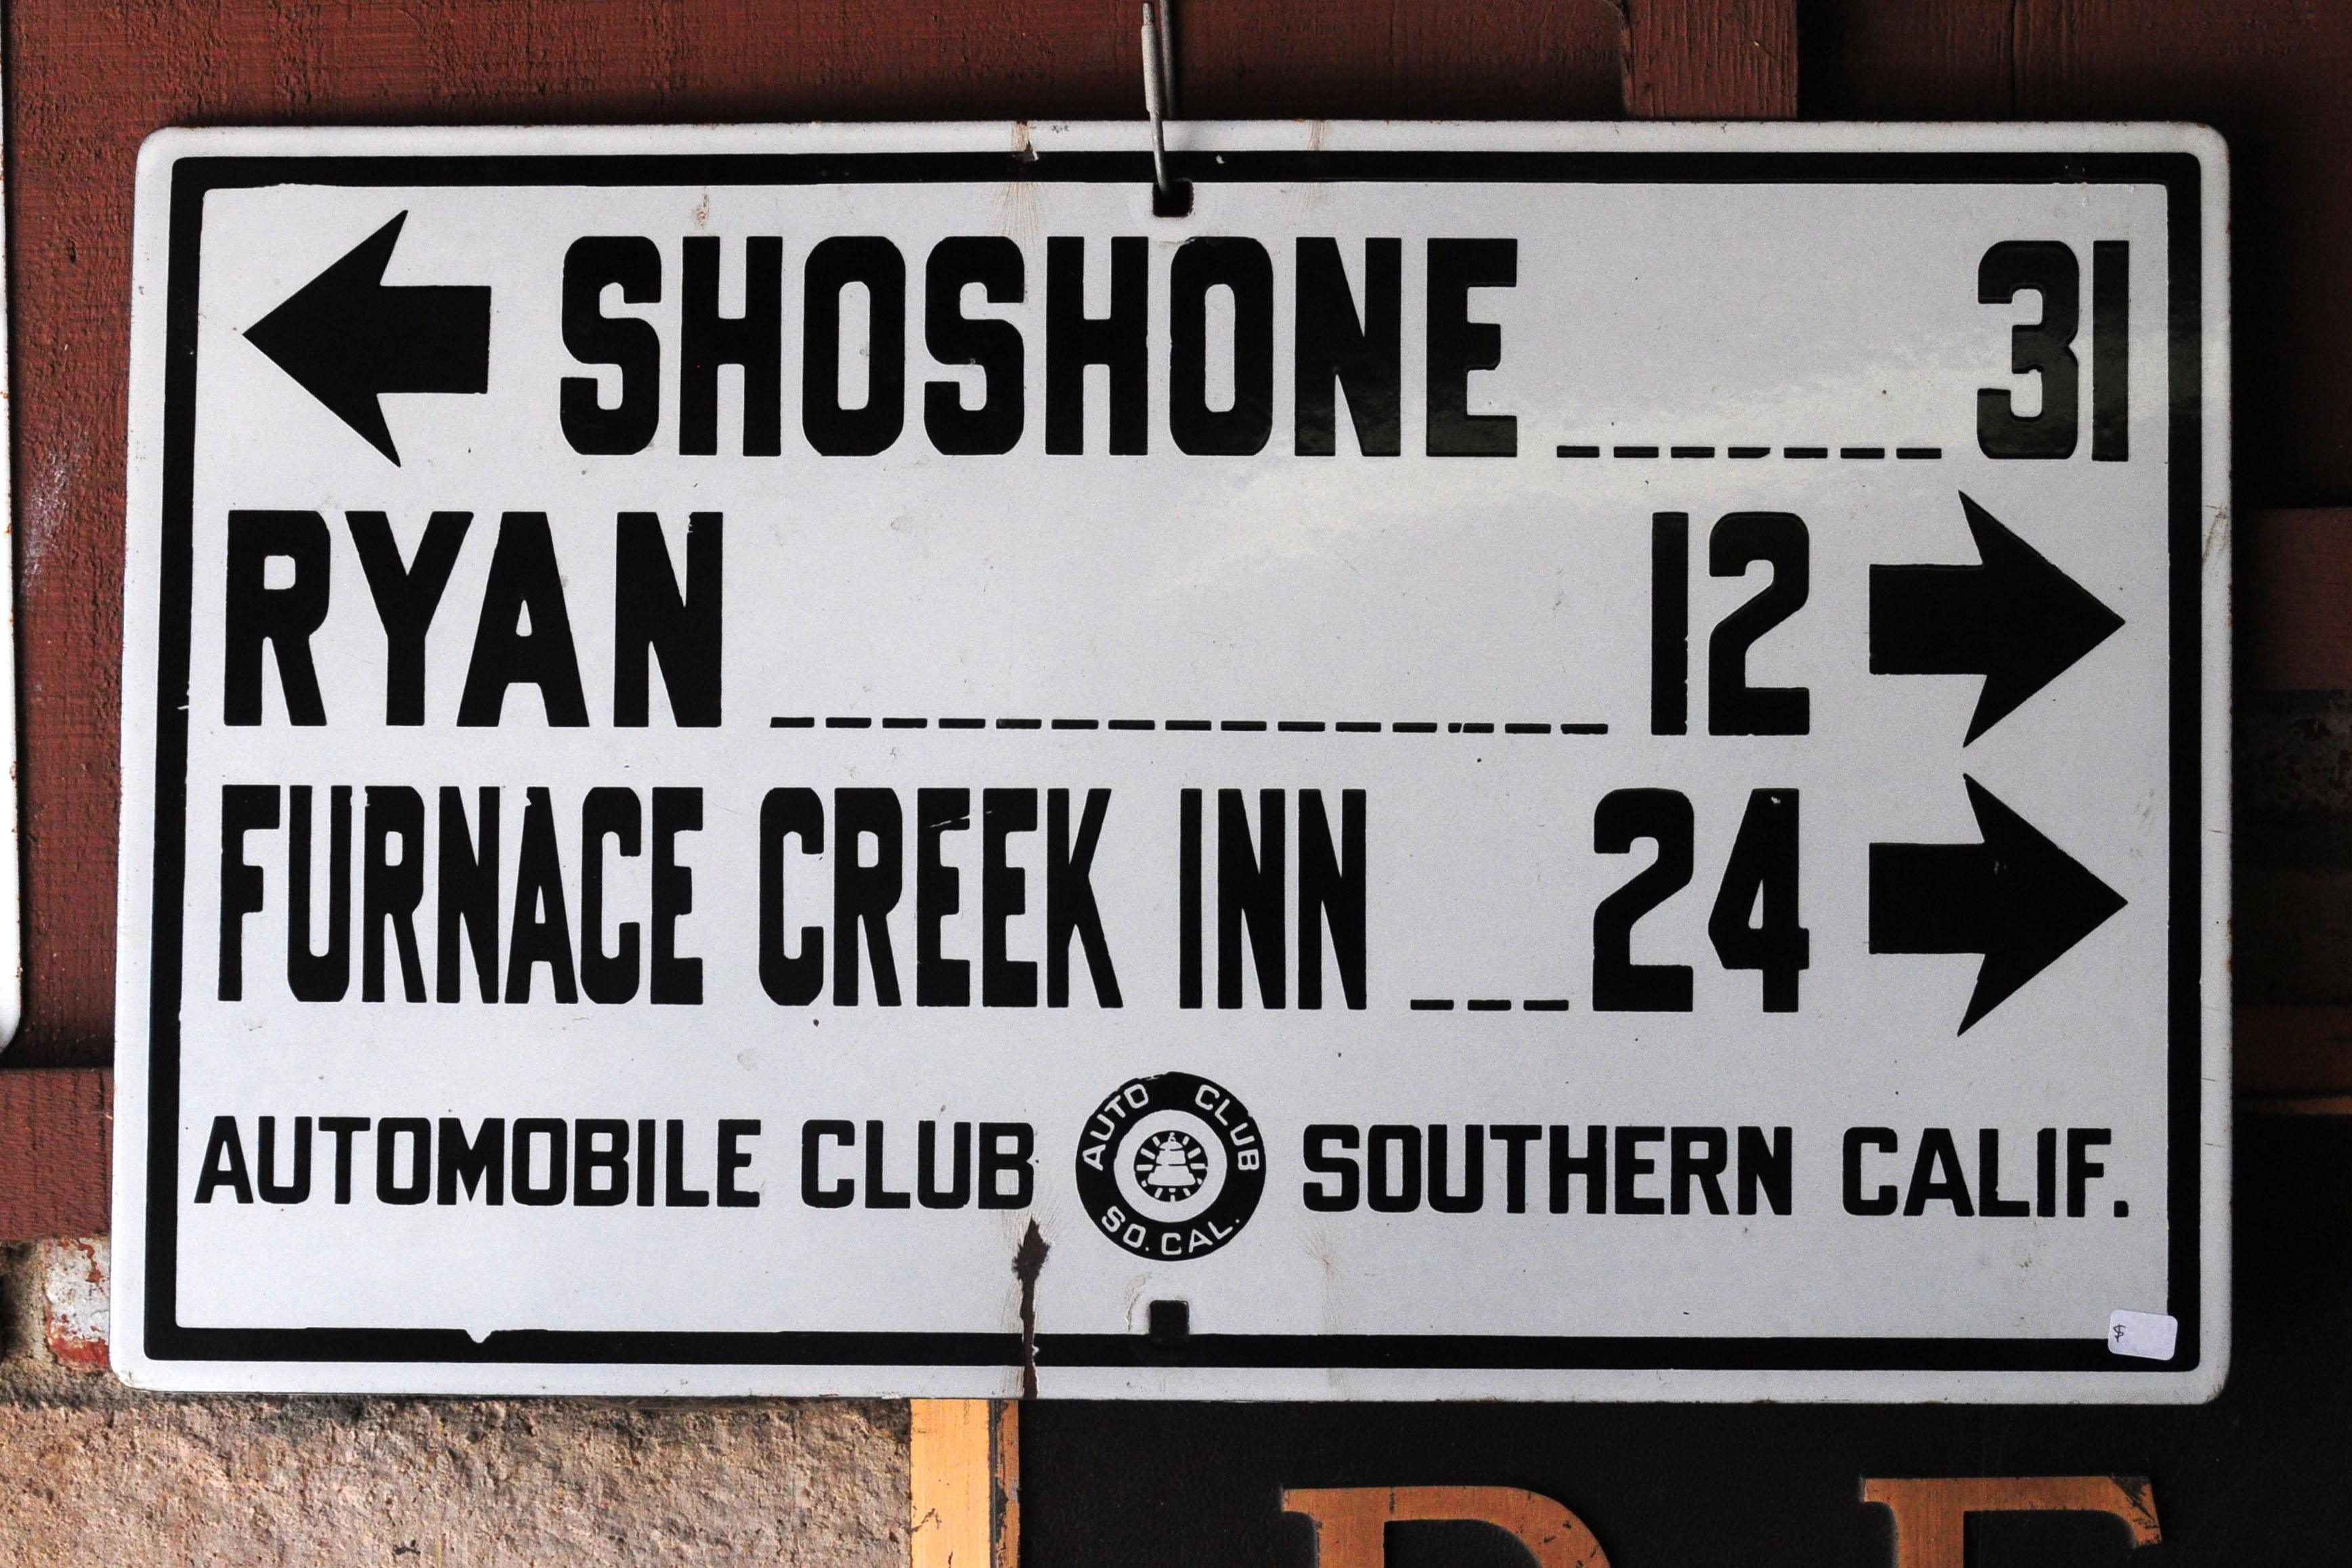 SHOSHONE _ _ _ _ _ _ _ _ 31
RYAN _ _ _ _ _ _ _ _ _ _ _ _ _ _ _ 12
FURNACE CREEK INN _ _ _ 24
AUTOMOBILE CLUB SOUTHERN CALIF.
AUTO CLUB
SO. CAL.
$